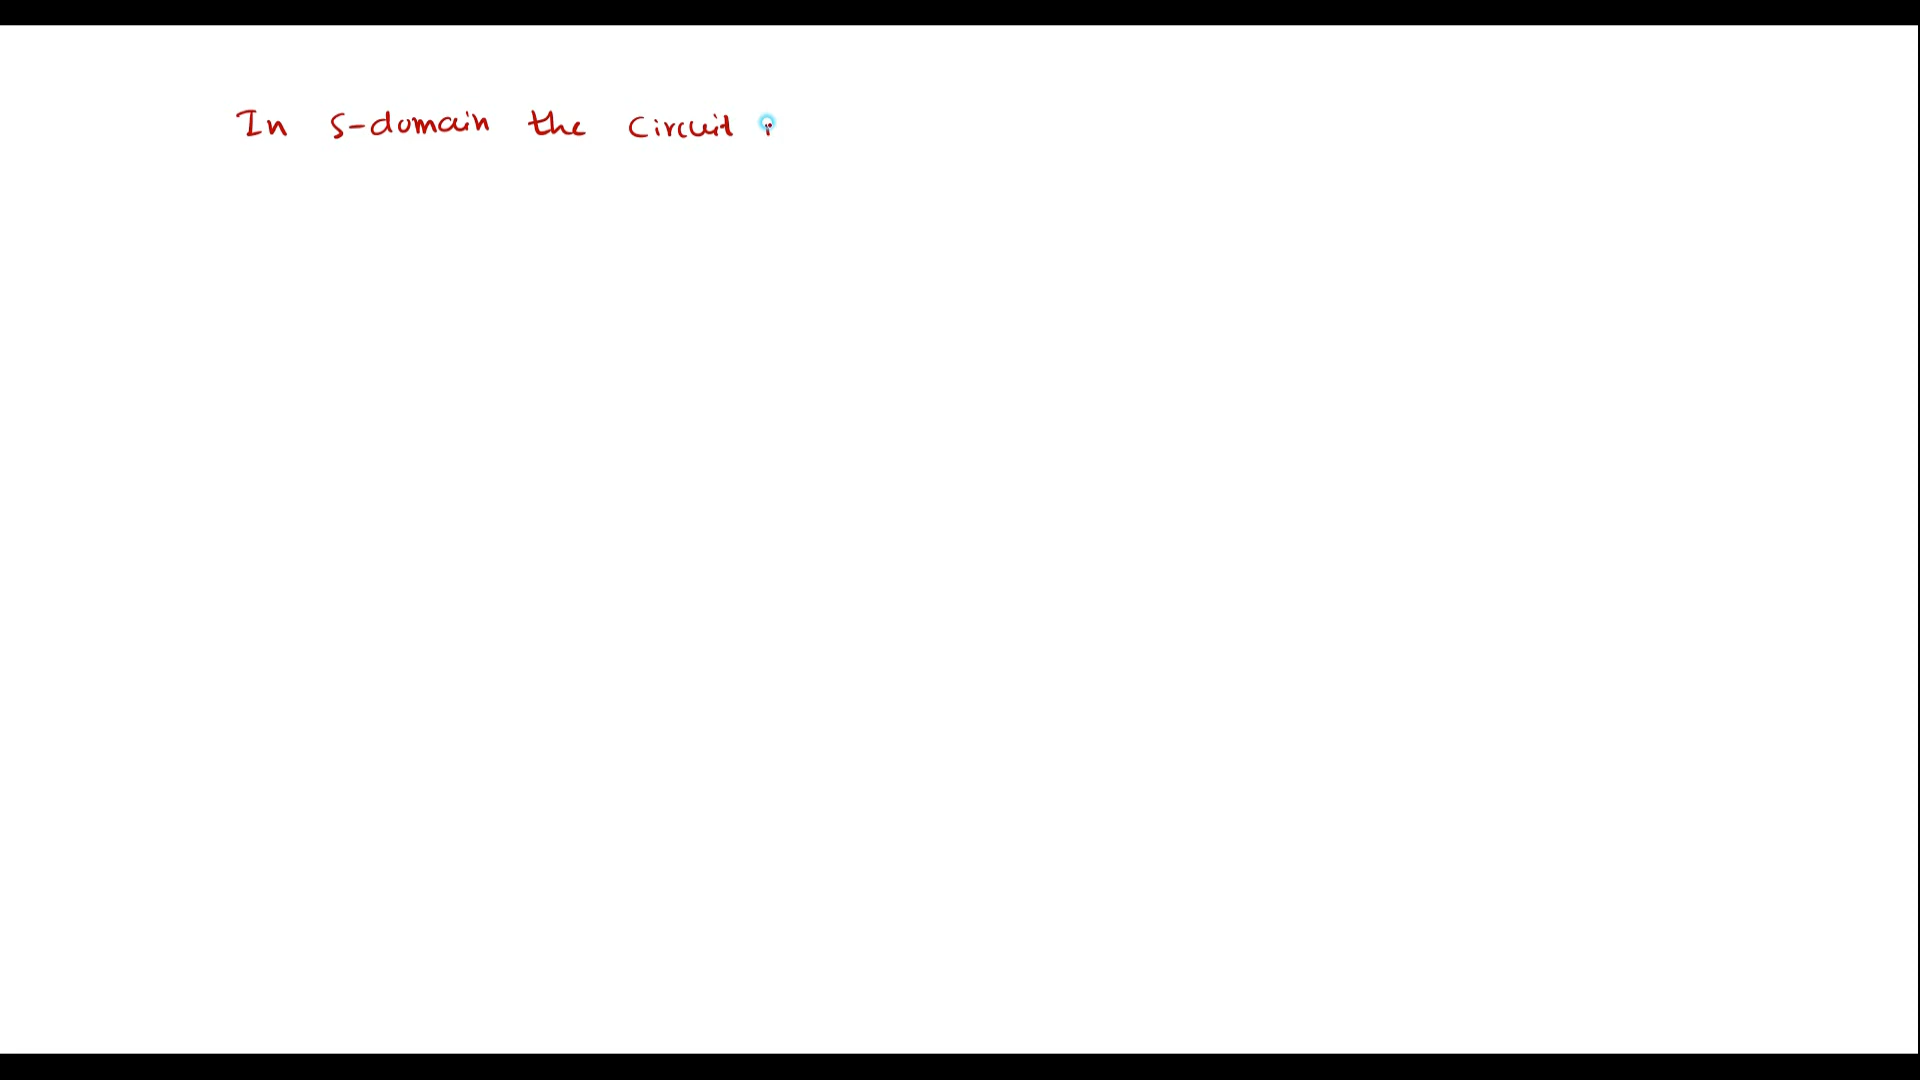 In s-domain the circuit